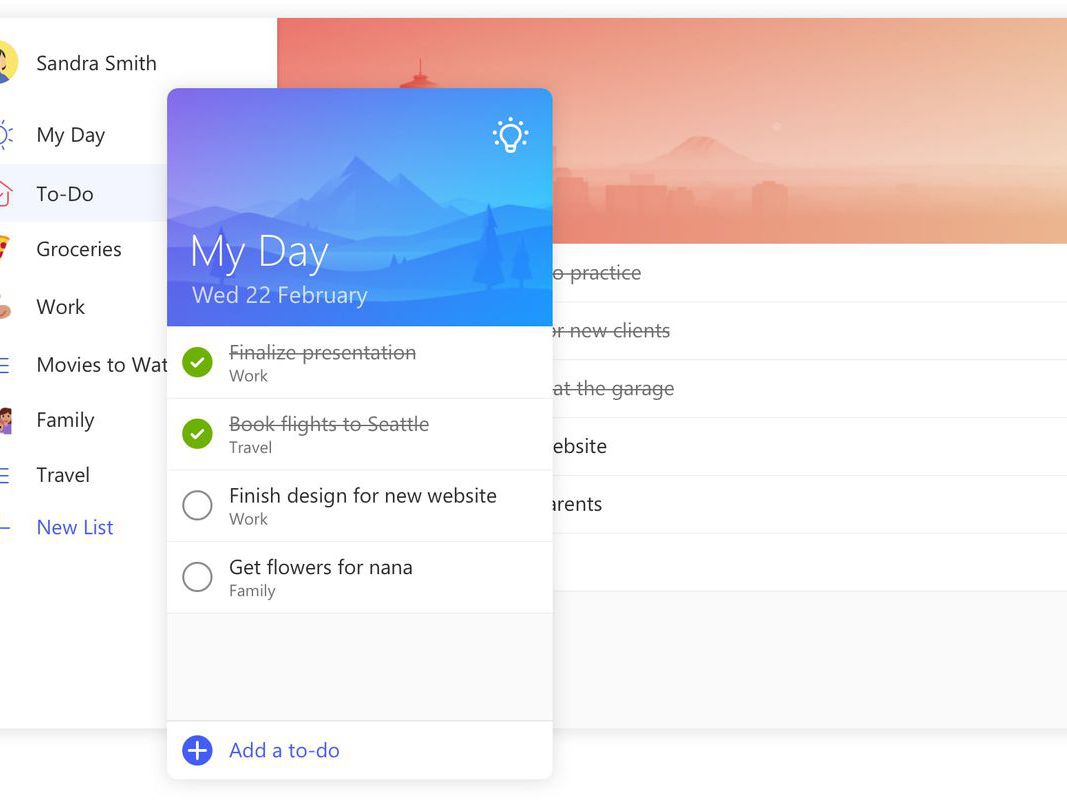 Sandra Smith
My Day
To-Do
Groceries
Work
Movies to Wat
Family
Travel
New List
My Day
Wed 22 February
Finalize presentation
Work
Book flights to Seattle
Travel
Finish design for new website
Work
Get flowers for nana
Family
Add a to-do
o practice
or new clients
at the garage
ebsite
arents